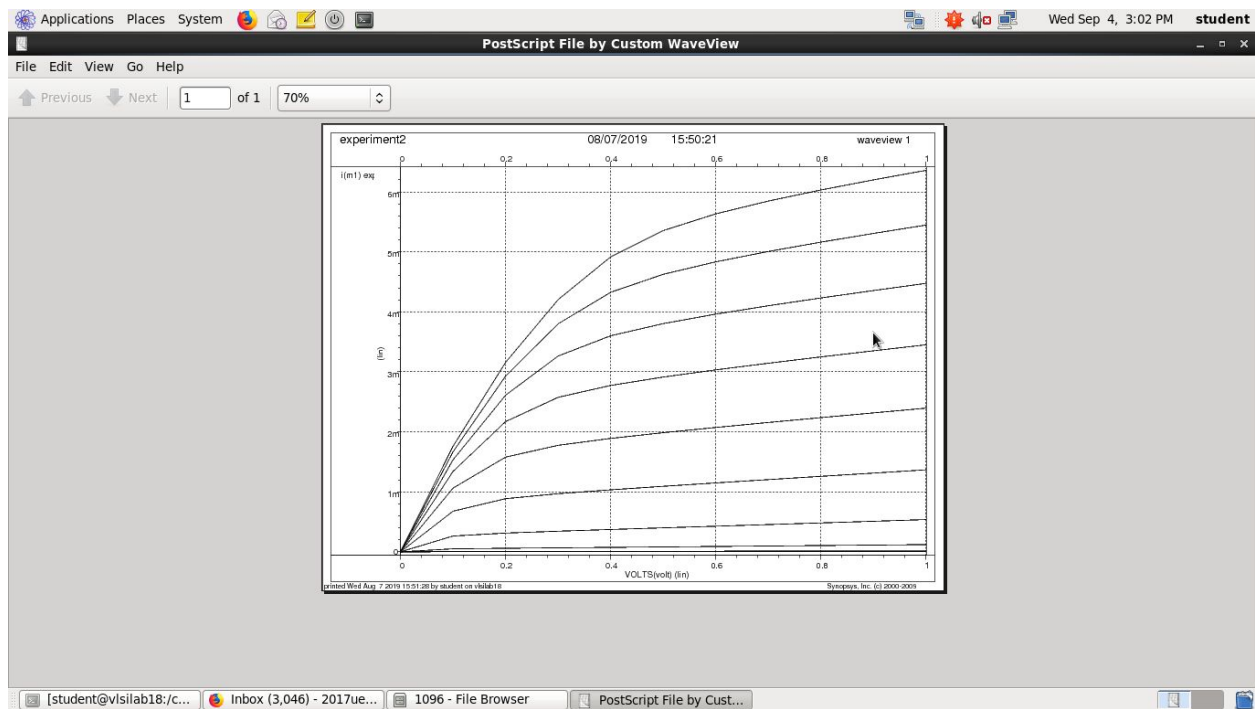 Applications Places System Wed Sep 4, 3:02 PM student
PostScript File by Custom WaveView
File Edit View Go Help
Previous Next 1 of 1 70%
experiment2 08/07/2019 15:50:21 waveview 1
0 0.2 0.4 0.6 0.8 1
i(m1) exp
6m
5m
4m
(lin)
3m
2m
1m
0
0 0.2 0.4 0.6 0.8 1
VOLTS(volt) (lin)
printed Wed Aug 7 2019 15:51:28 by student on vlsilab18 Synopsys, Inc. (c) 2000-2009
[student@vlsilab18:/c... Inbox (3,046) - 2017ue... 1096 - File Browser PostScript File by Cust...